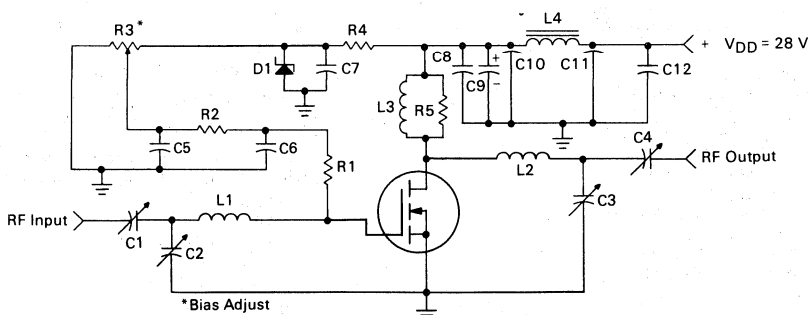 R3*
R4
L4
+ VDD = 28 V
D1
C7
C8
C9
+
−
C10
C11
C12
L3
R5
R2
C5
C6
R1
C4
RF Output
L2
L1
C3
RF Input
C1
C2
*Bias Adjust